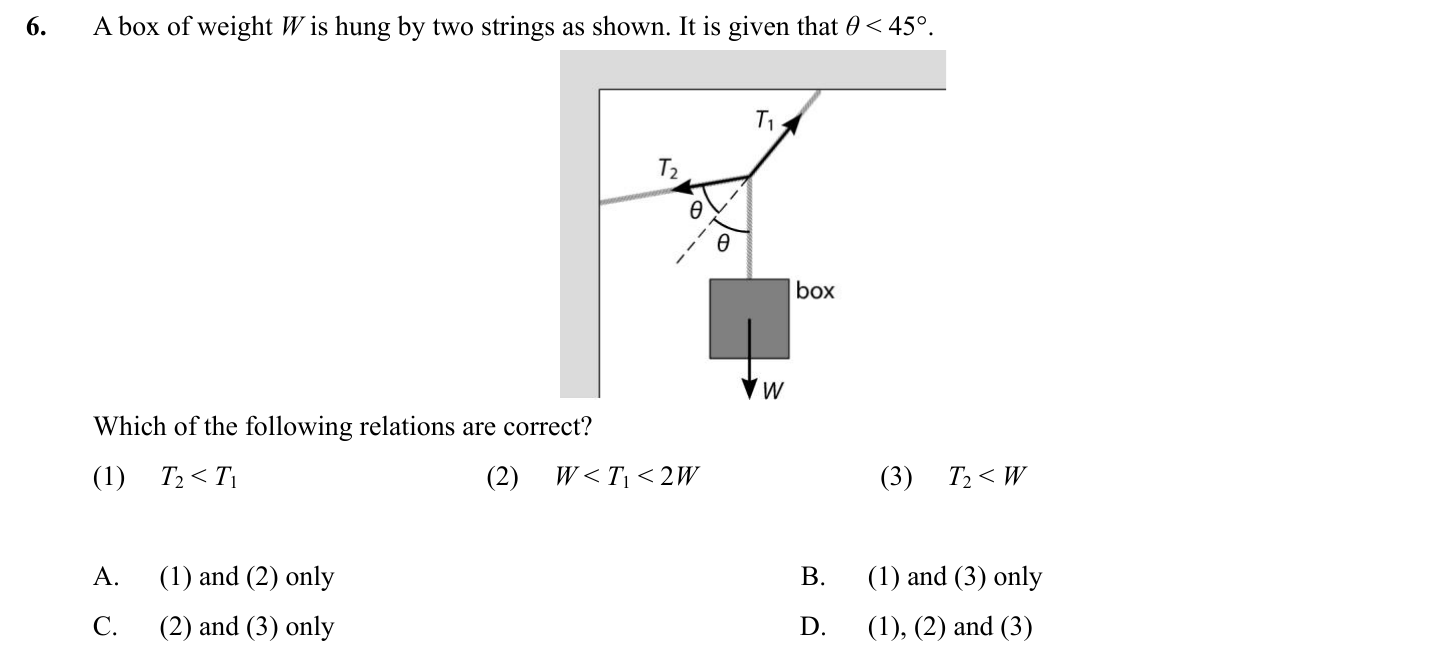 6. A box of weight W is hung by two strings as shown. It is given that θ < 45°.
T₁
T₂
θ
θ
box
W
Which of the following relations are correct?
(1) T₂ < T₁ (2) W < T₁ < 2W (3) T₂ < W
A. (1) and (2) only B. (1) and (3) only
C. (2) and (3) only D. (1), (2) and (3)